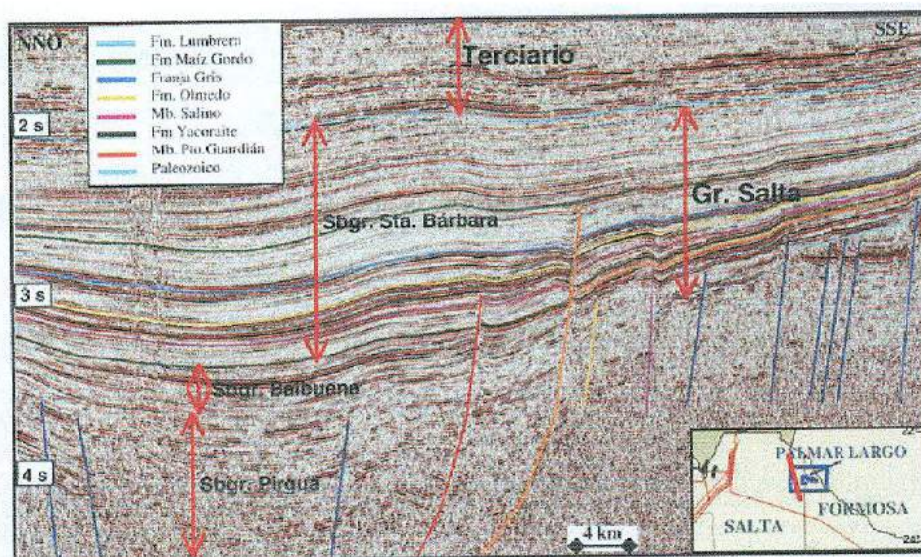 NNO
SSE
Fm. Lumbrera
Fm Maíz Gordo
Franja Gris
Fm. Olmedo
Mb. Salino
Fm Yacoraite
Mb. Pto.Guardián
Paleozoico
Terciario
2 s
Gr. Salta
Sbgr. Sta. Bárbara
3 s
Sbgr. Balbuena
4 s
Sbgr. Pirgua
4 km
PALMAR LARGO
FORMOSA
SALTA